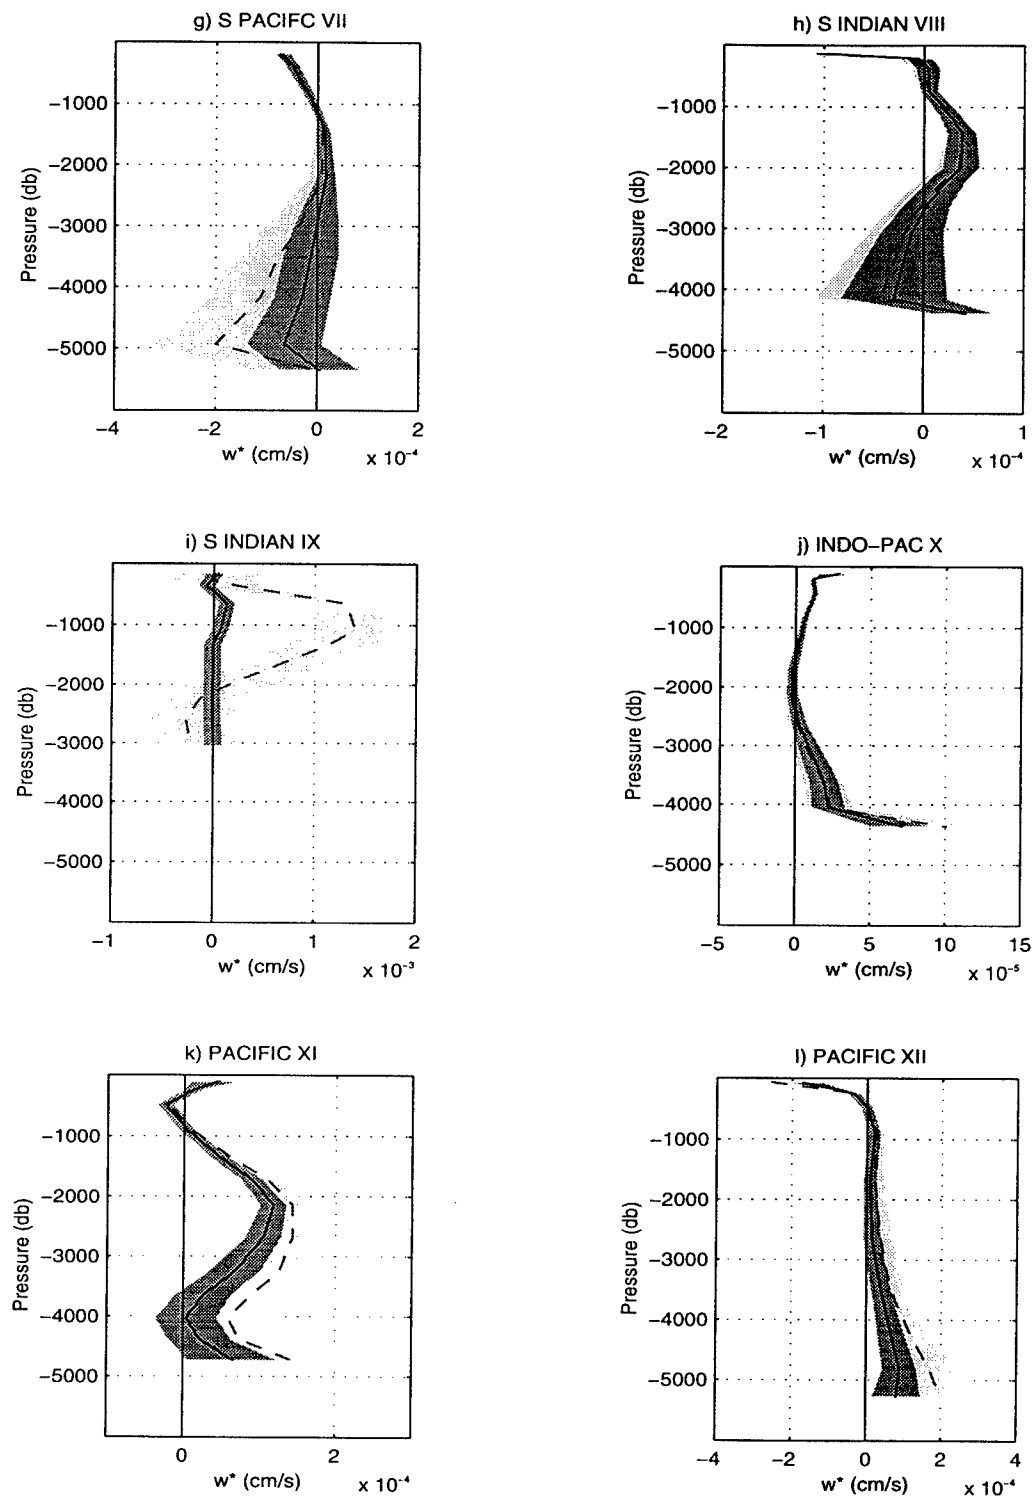 g) S PACIFC VII
Pressure (db)
−1000
−2000
−3000
−4000
−5000
−4
−2
0
2
w* (cm/s)
x 10⁻⁴
h) S INDIAN VIII
Pressure (db)
−1000
−2000
−3000
−4000
−5000
−2
−1
0
1
w* (cm/s)
x 10⁻⁴
i) S INDIAN IX
Pressure (db)
−1000
−2000
−3000
−4000
−5000
−1
0
1
2
w* (cm/s)
x 10⁻³
j) INDO−PAC X
Pressure (db)
−1000
−2000
−3000
−4000
−5000
−5
0
5
10
15
w* (cm/s)
x 10⁻⁵
k) PACIFIC XI
Pressure (db)
−1000
−2000
−3000
−4000
−5000
0
2
w* (cm/s)
x 10⁻⁴
l) PACIFIC XII
Pressure (db)
−1000
−2000
−3000
−4000
−5000
−4
−2
0
2
4
w* (cm/s)
x 10⁻⁴